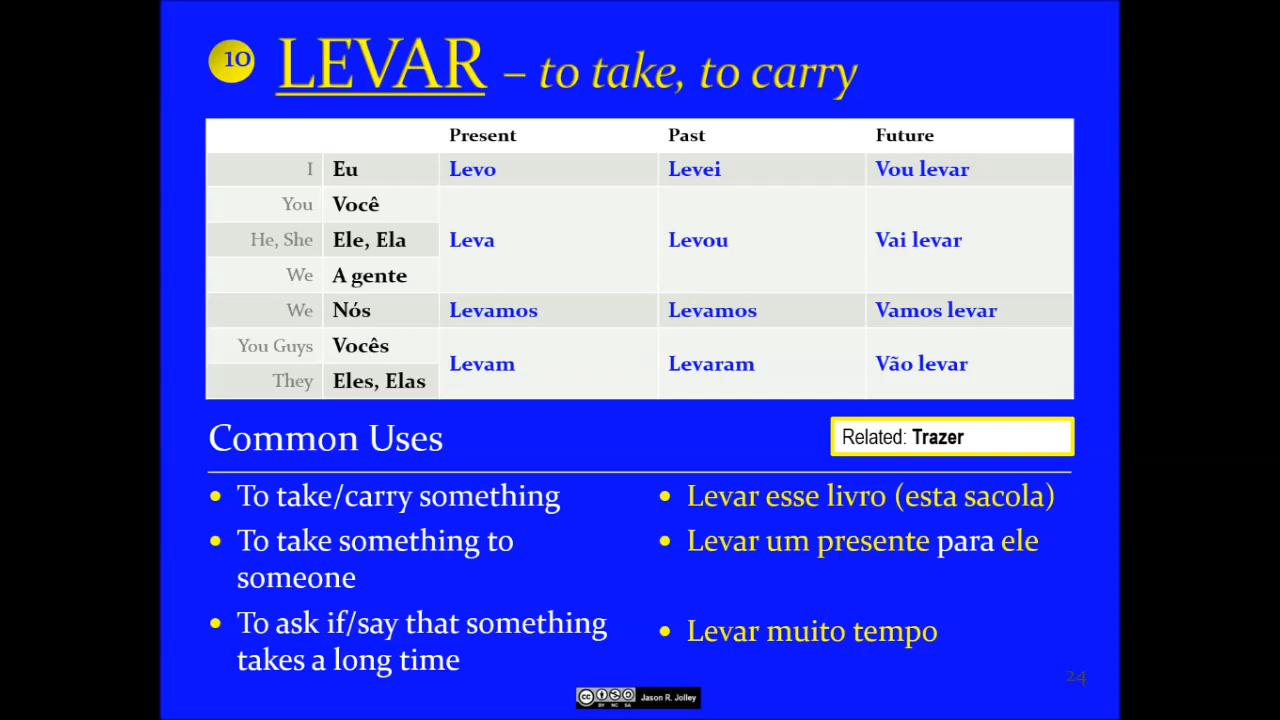 10 LEVAR – to take, to carry
Present Past Future
I Eu Levo Levei Vou levar
You Você
He, She Ele, Ela Leva Levou Vai levar
We A gente
We Nós Levamos Levamos Vamos levar
You Guys Vocês
Levam Levaram Vão levar
They Eles, Elas
Common Uses
Related: Trazer
To take/carry something
Levar esse livro (esta sacola)
To take something to
someone
Levar um presente para ele
To ask if/say that something
takes a long time
Levar muito tempo
24
cc BY NC SA Jason R. Jolley